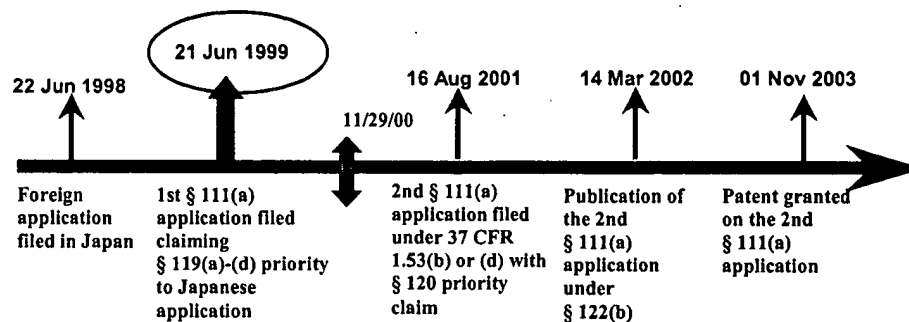 21 Jun 1999
22 Jun 1998
16 Aug 2001
14 Mar 2002
01 Nov 2003
11/29/00
Foreign
application
filed in Japan
1st § 111(a)
application filed
claiming
§ 119(a)-(d) priority
to Japanese
application
2nd § 111(a)
application filed
under 37 CFR
1.53(b) or (d) with
§ 120 priority
claim
Publication of
the 2nd
§ 111(a)
application
under
§ 122(b)
Patent granted
on the 2nd
§ 111(a)
application